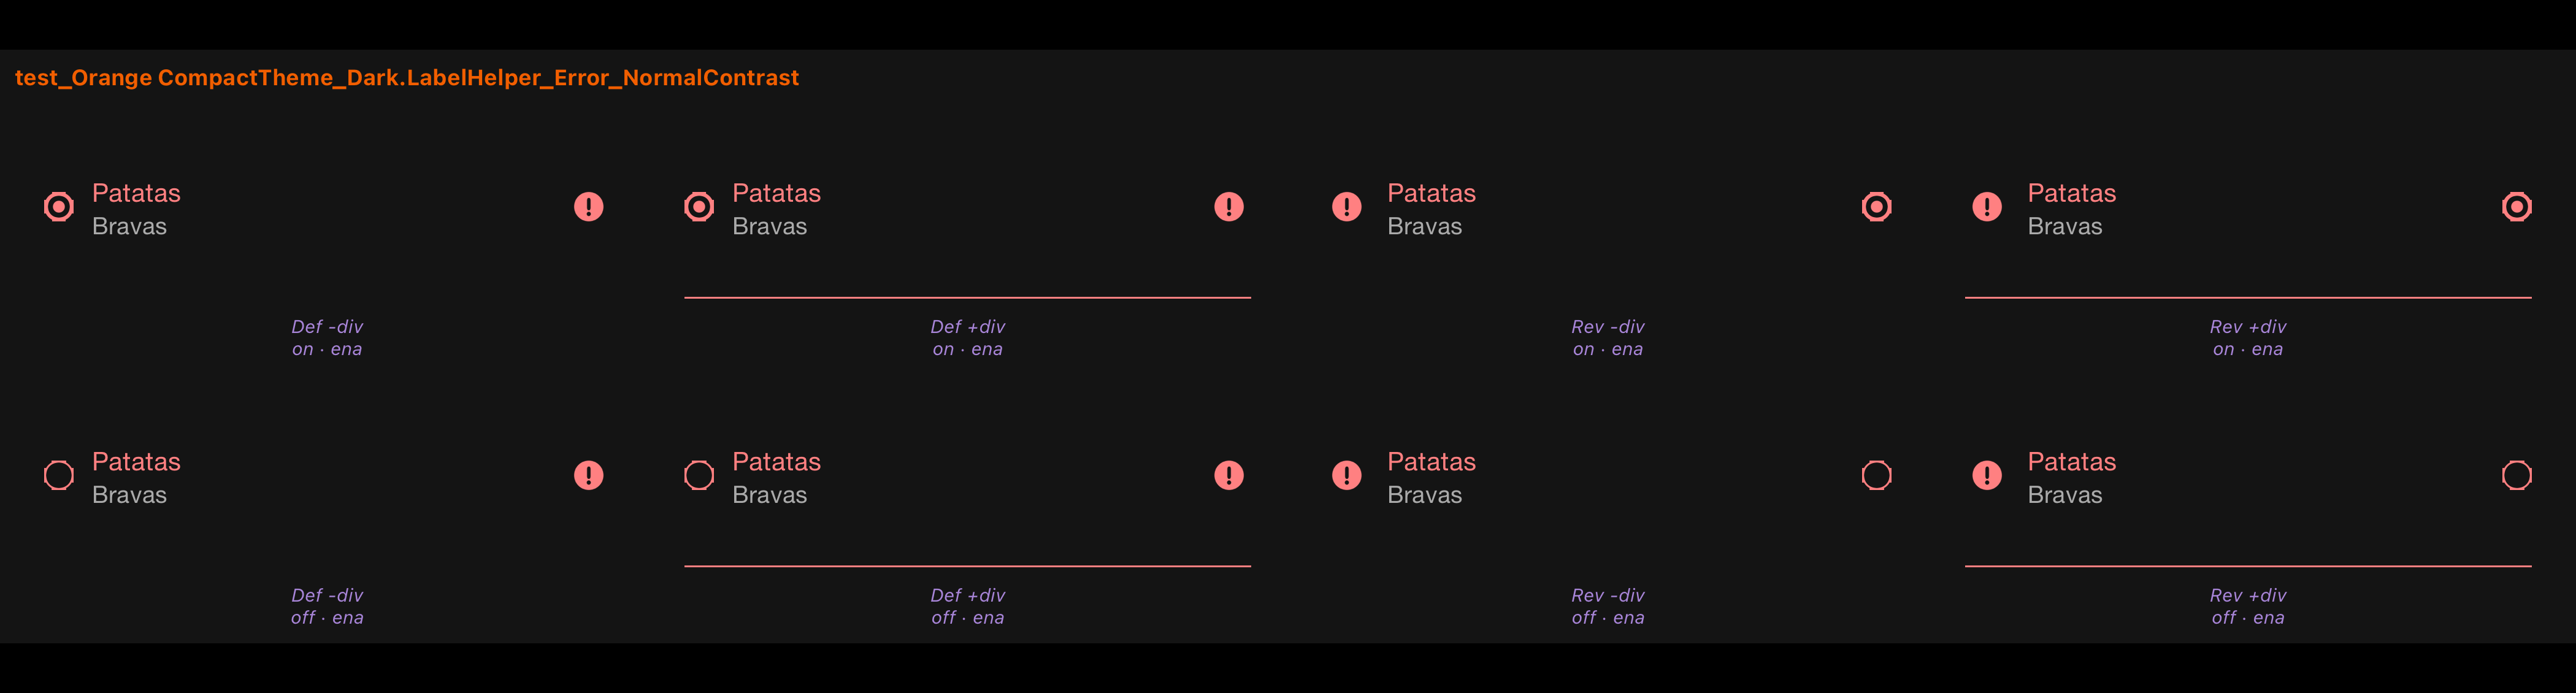 test_Orange CompactTheme_Dark.LabelHelper_Error_NormalContrast
Patatas
Bravas
Def -div
on · ena
Patatas
Bravas
Def +div
on · ena
Patatas
Bravas
Rev -div
on · ena
Patatas
Bravas
Rev +div
on · ena
Patatas
Bravas
Def -div
off · ena
Patatas
Bravas
Def +div
off · ena
Patatas
Bravas
Rev -div
off · ena
Patatas
Bravas
Rev +div
off · ena